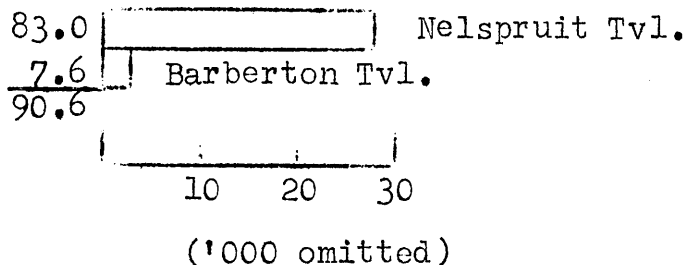 83.0 Nelspruit Tvl.
7.6 Barberton Tvl.
90.6
10 20 30
('000 omitted)